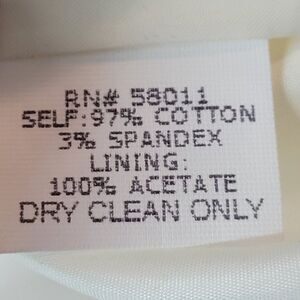 RN# 58011
SELF: 97% COTTON
3% SPANDEX
LINING:
100% ACETATE
DRY CLEAN ONLY